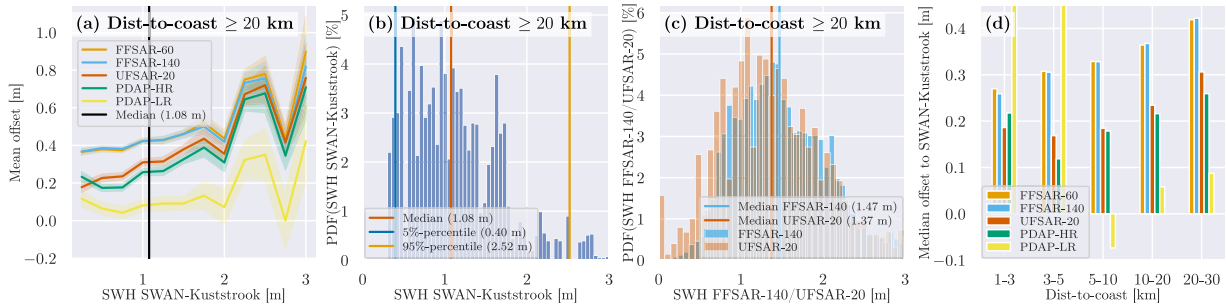 (a) Dist-to-coast ≥ 20 km
Mean offset [m]
1.0
0.8
0.6
0.4
0.2
0.0
−0.2
FFSAR-60
FFSAR-140
UFSAR-20
PDAP-HR
PDAP-LR
Median (1.08 m)
1 2 3
SWH SWAN-Kuststrook [m]
(b) Dist-to-coast ≥ 20 km
PDF(SWH SWAN-Kuststrook) [%]
5
4
3
2
1
0
Median (1.08 m)
5%-percentile (0.40 m)
95%-percentile (2.52 m)
0 1 2 3
SWH SWAN-Kuststrook [m]
(c) Dist-to-coast ≥ 20 km
PDF(SWH FFSAR-140/UFSAR-20) [%]
6
5
4
3
2
1
0
Median FFSAR-140 (1.47 m)
Median UFSAR-20 (1.37 m)
FFSAR-140
UFSAR-20
0 1 2 3
SWH FFSAR-140/UFSAR-20 [m]
(d)
Median offset to SWAN-Kuststrook [m]
0.4
0.3
0.2
0.1
0.0
−0.1
FFSAR-60
FFSAR-140
UFSAR-20
PDAP-HR
PDAP-LR
1-3 3-5 5-10 10-20 20-30
Dist-to-coast [km]